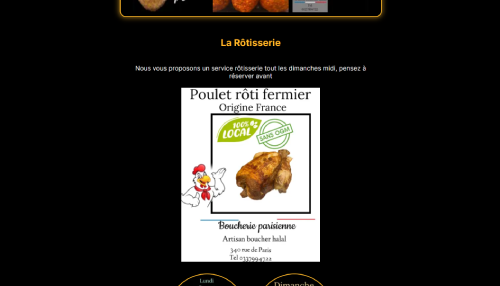 La Rôtisserie
Nous vous proposons un service rôtisserie tout les dimanches midi, pensez à
réserver avant
Poulet rôti fermier
Origine France
100%
LOCAL
SANS OGM
Boucherie parisienne
Artisan boucher halal
340 rue de Paris
Tel 0337994722
Lundi
Dimanche